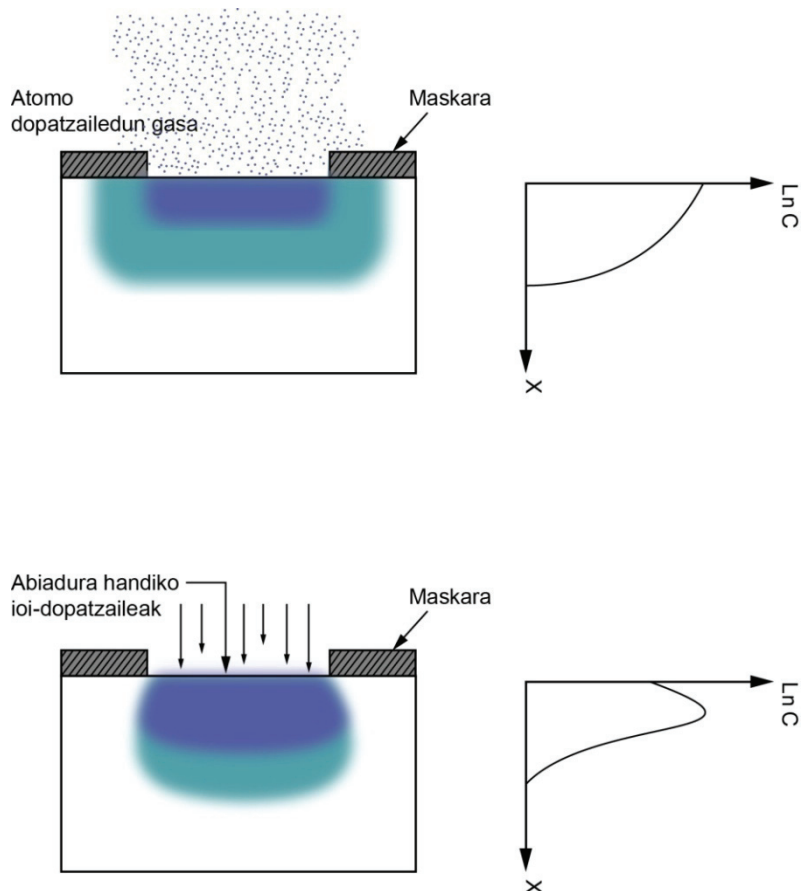 Atomo
dopatzailedun gasa
Maskara
Ln C
X
Abiadura handiko
ioi-dopatzaileak
Maskara
Ln C
X